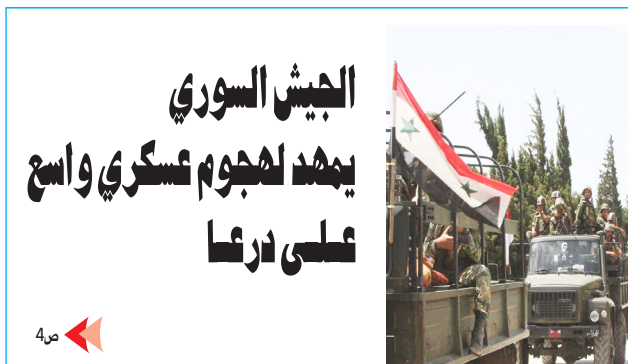 الجيش السوري
يمهد لهجوم عسكري واسع
على درعا
ص4